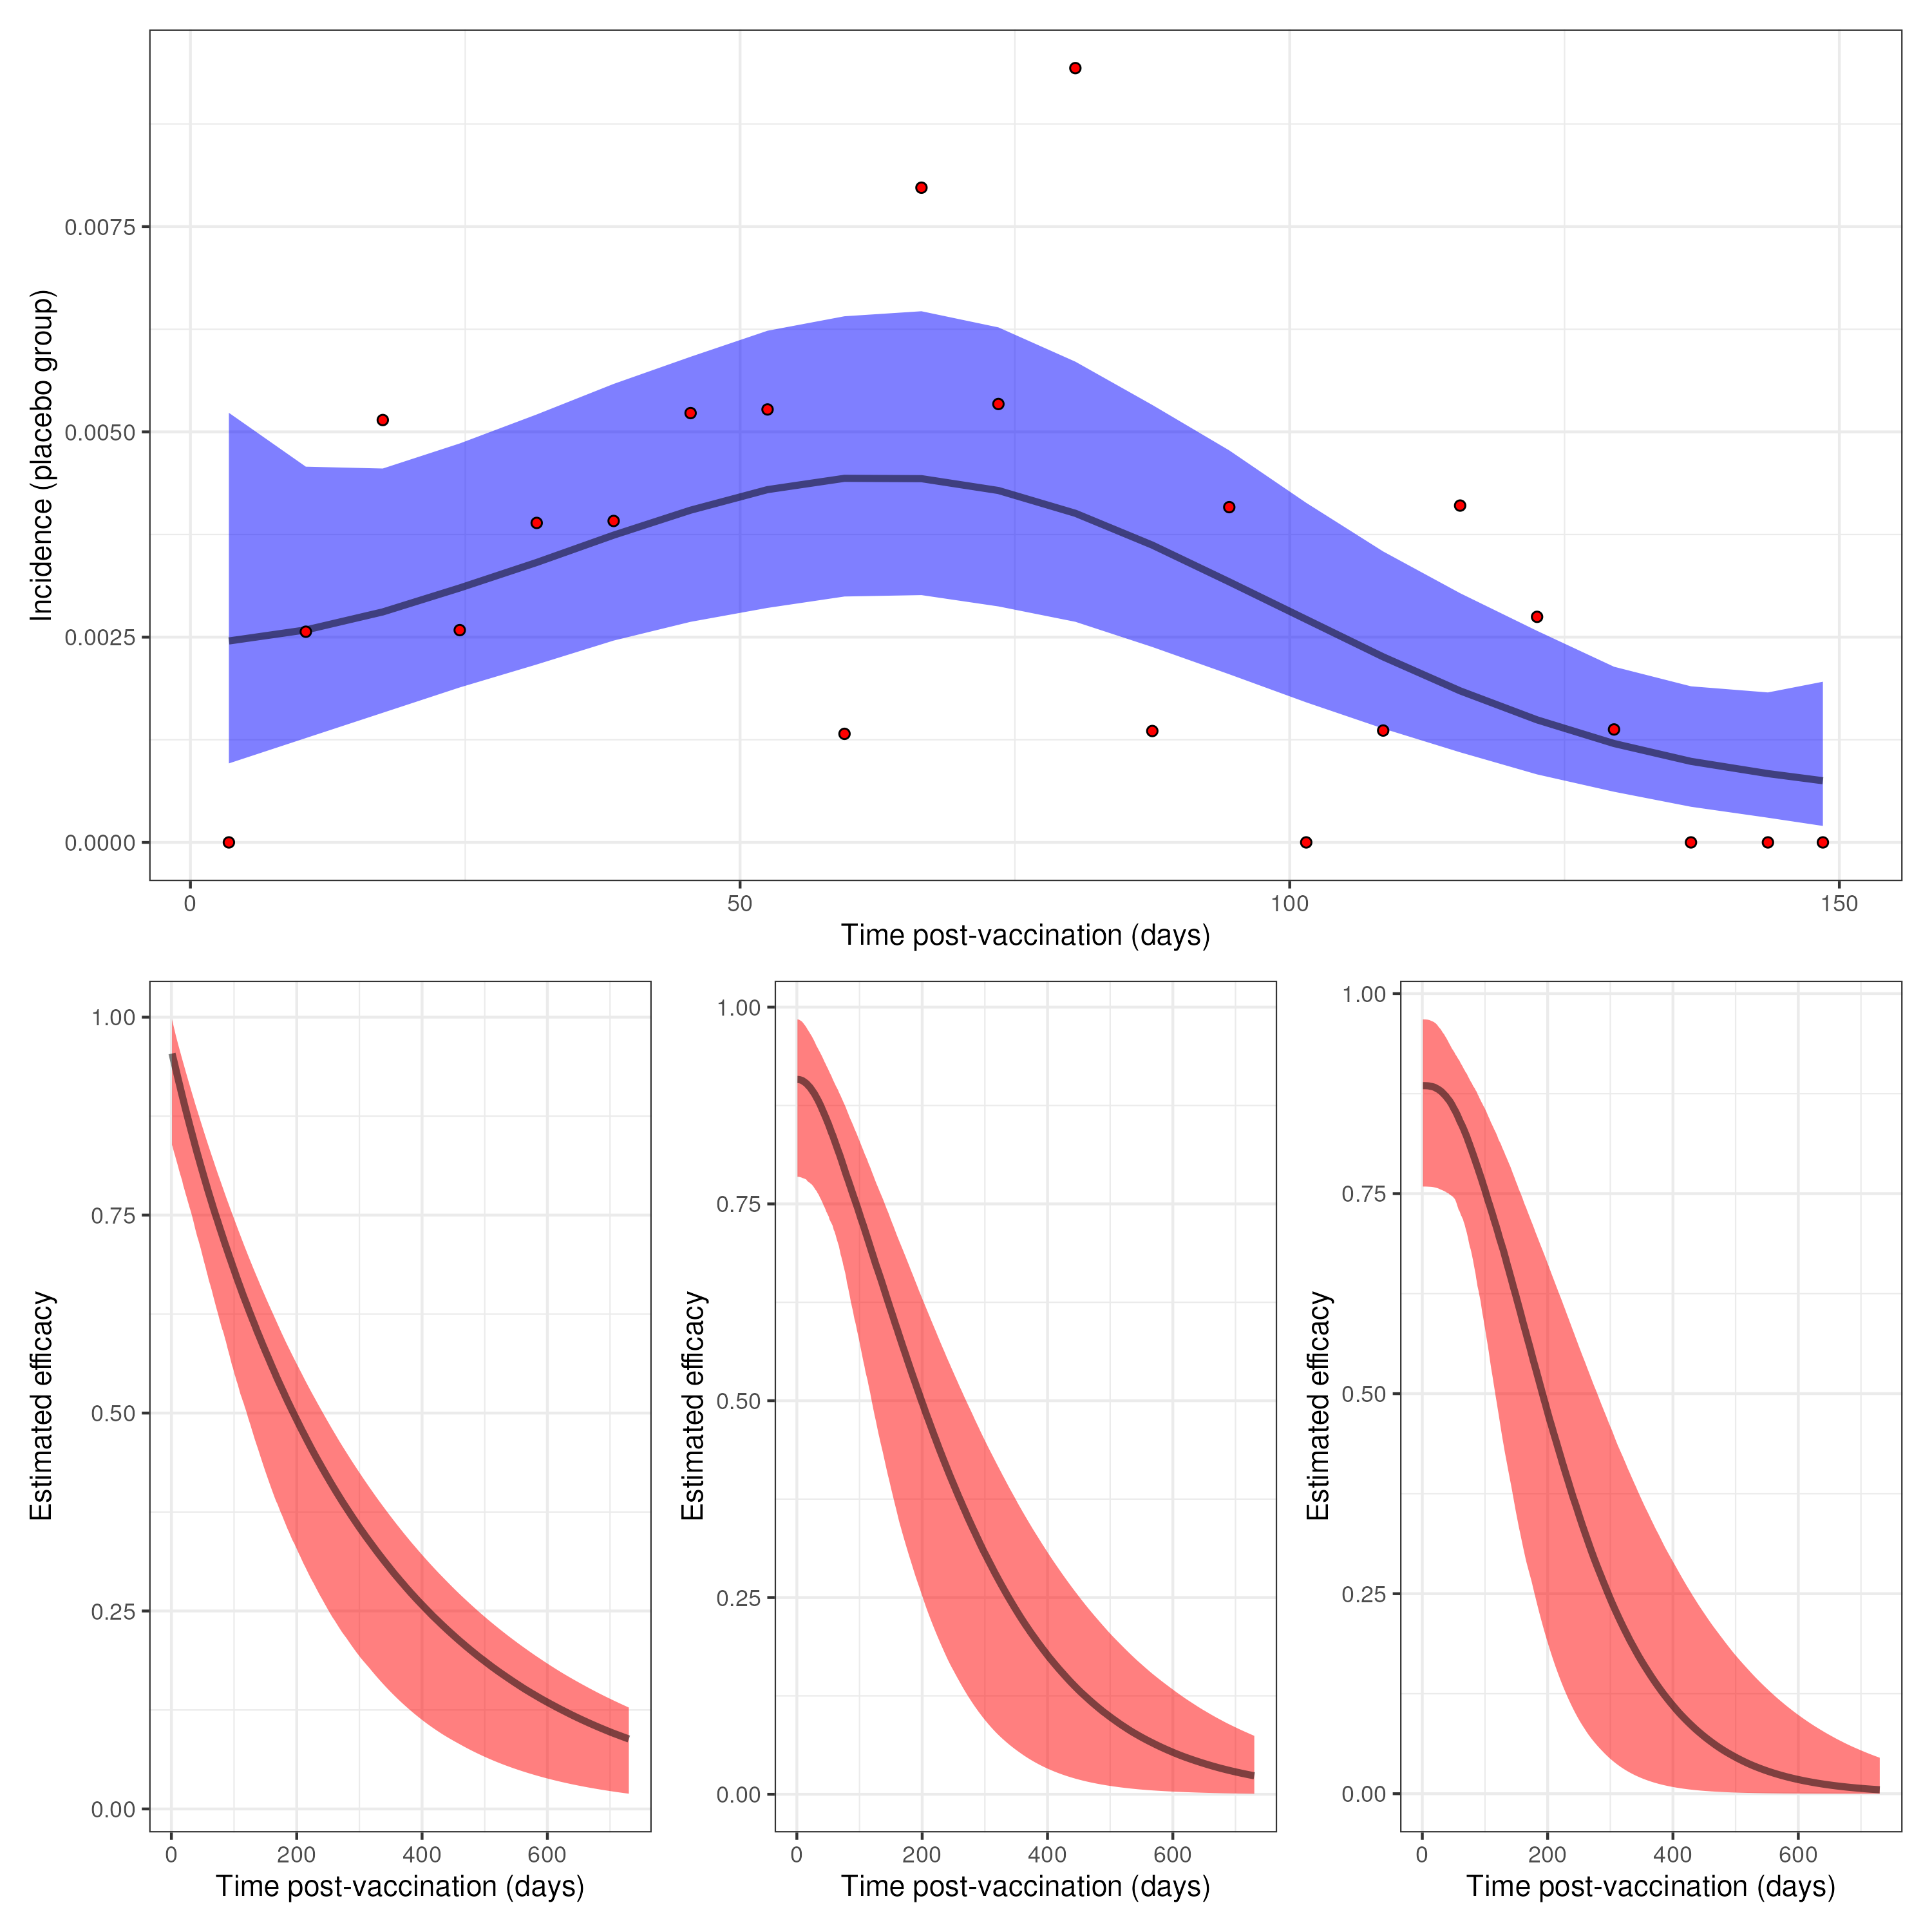 Incidence (placebo group)
0.0075
0.0050
0.0025
0.0000
0 50 100 150
Time post-vaccination (days)
Estimated efficacy
1.00
0.75
0.50
0.25
0.00
0 200 400 600
Time post-vaccination (days)
Estimated efficacy
1.00
0.75
0.50
0.25
0.00
0 200 400 600
Time post-vaccination (days)
Estimated efficacy
1.00
0.75
0.50
0.25
0.00
0 200 400 600
Time post-vaccination (days)